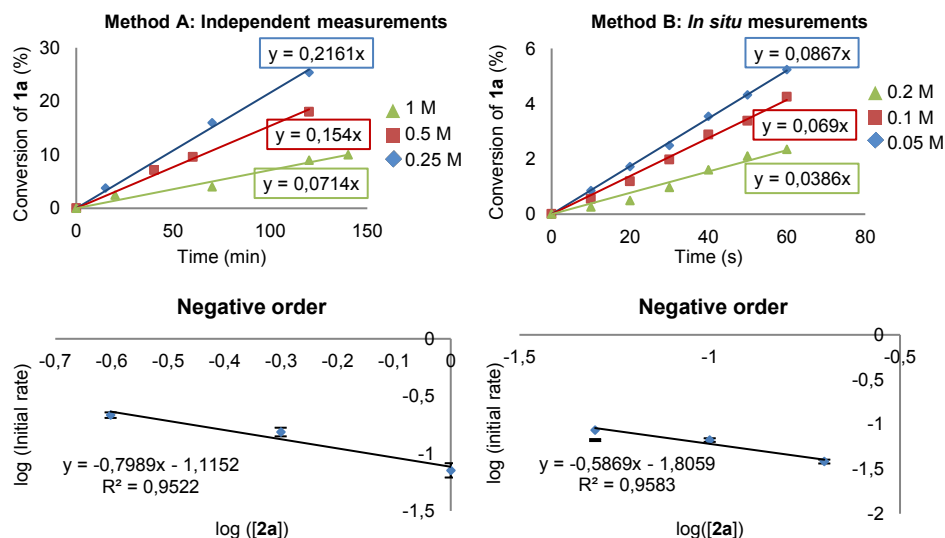 Method A: Independent measurements
30
20
10
0
0
50
100
150
Conversion of 1a (%)
Time (min)
y = 0,2161x
y = 0,154x
y = 0,0714x
1 M
0.5 M
0.25 M
Method B: In situ mesurements
6
4
2
0
0
20
40
60
80
Conversion of 1a (%)
Time (s)
y = 0,0867x
y = 0,069x
y = 0,0386x
0.2 M
0.1 M
0.05 M
Negative order
-0,7
-0,6
-0,5
-0,4
-0,3
-0,2
-0,1
0
0
-0,5
-1
-1,5
log (Initial rate)
y = -0,7989x - 1,1152
R² = 0,9522
log ([2a])
Negative order
-1,5
-1
-0,5
0
-0,5
-1
-1,5
-2
log (initial rate)
y = -0,5869x - 1,8059
R² = 0,9583
log([2a])